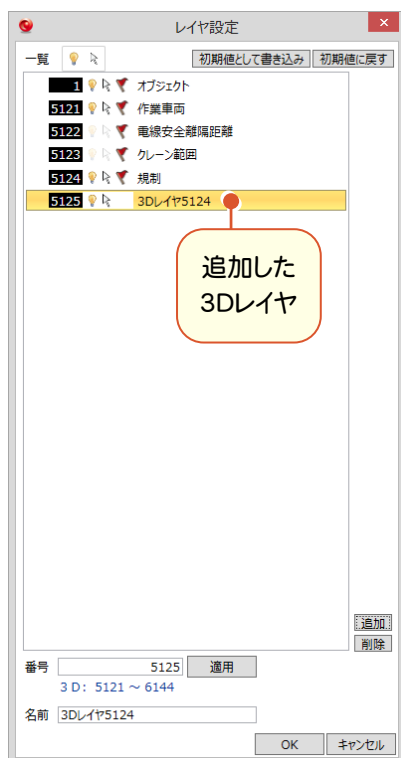 レイヤ設定
一覧 初期値として書き込み 初期値に戻す
1 オブジェクト
5121 作業車両
5122 電線安全離隔距離
5123 クレーン範囲
5124 規制
5125 3Dレイヤ5124
追加した
3Dレイヤ
追加
削除
番号 5125 適用
3 D： 5121 ～ 6144
名前 3Dレイヤ5124
OK キャンセル